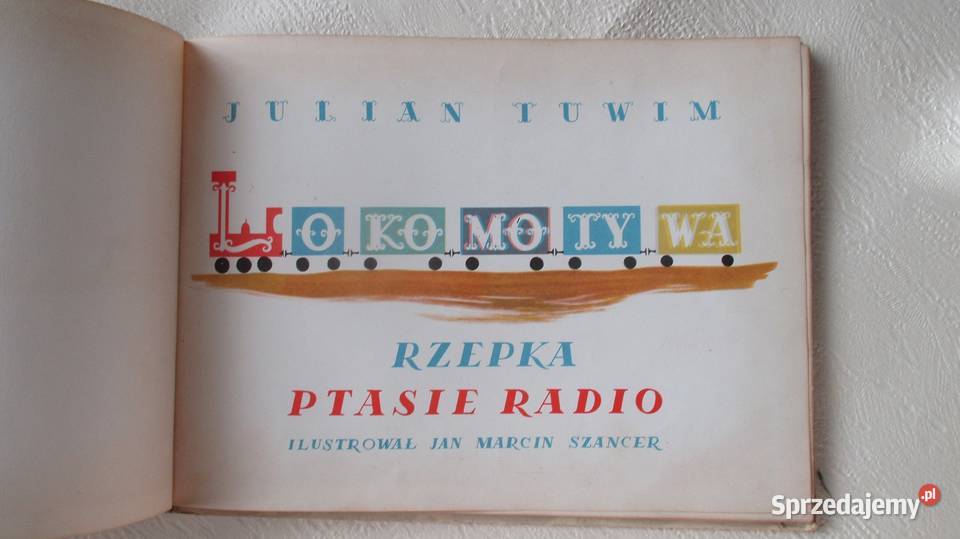 JULIAN TUWIM
LOKOMOTYWA
RZEPKA
PTASIE RADIO
ILUSTROWAŁ JAN MARCIN SZANCER
Sprzedajemy.pl